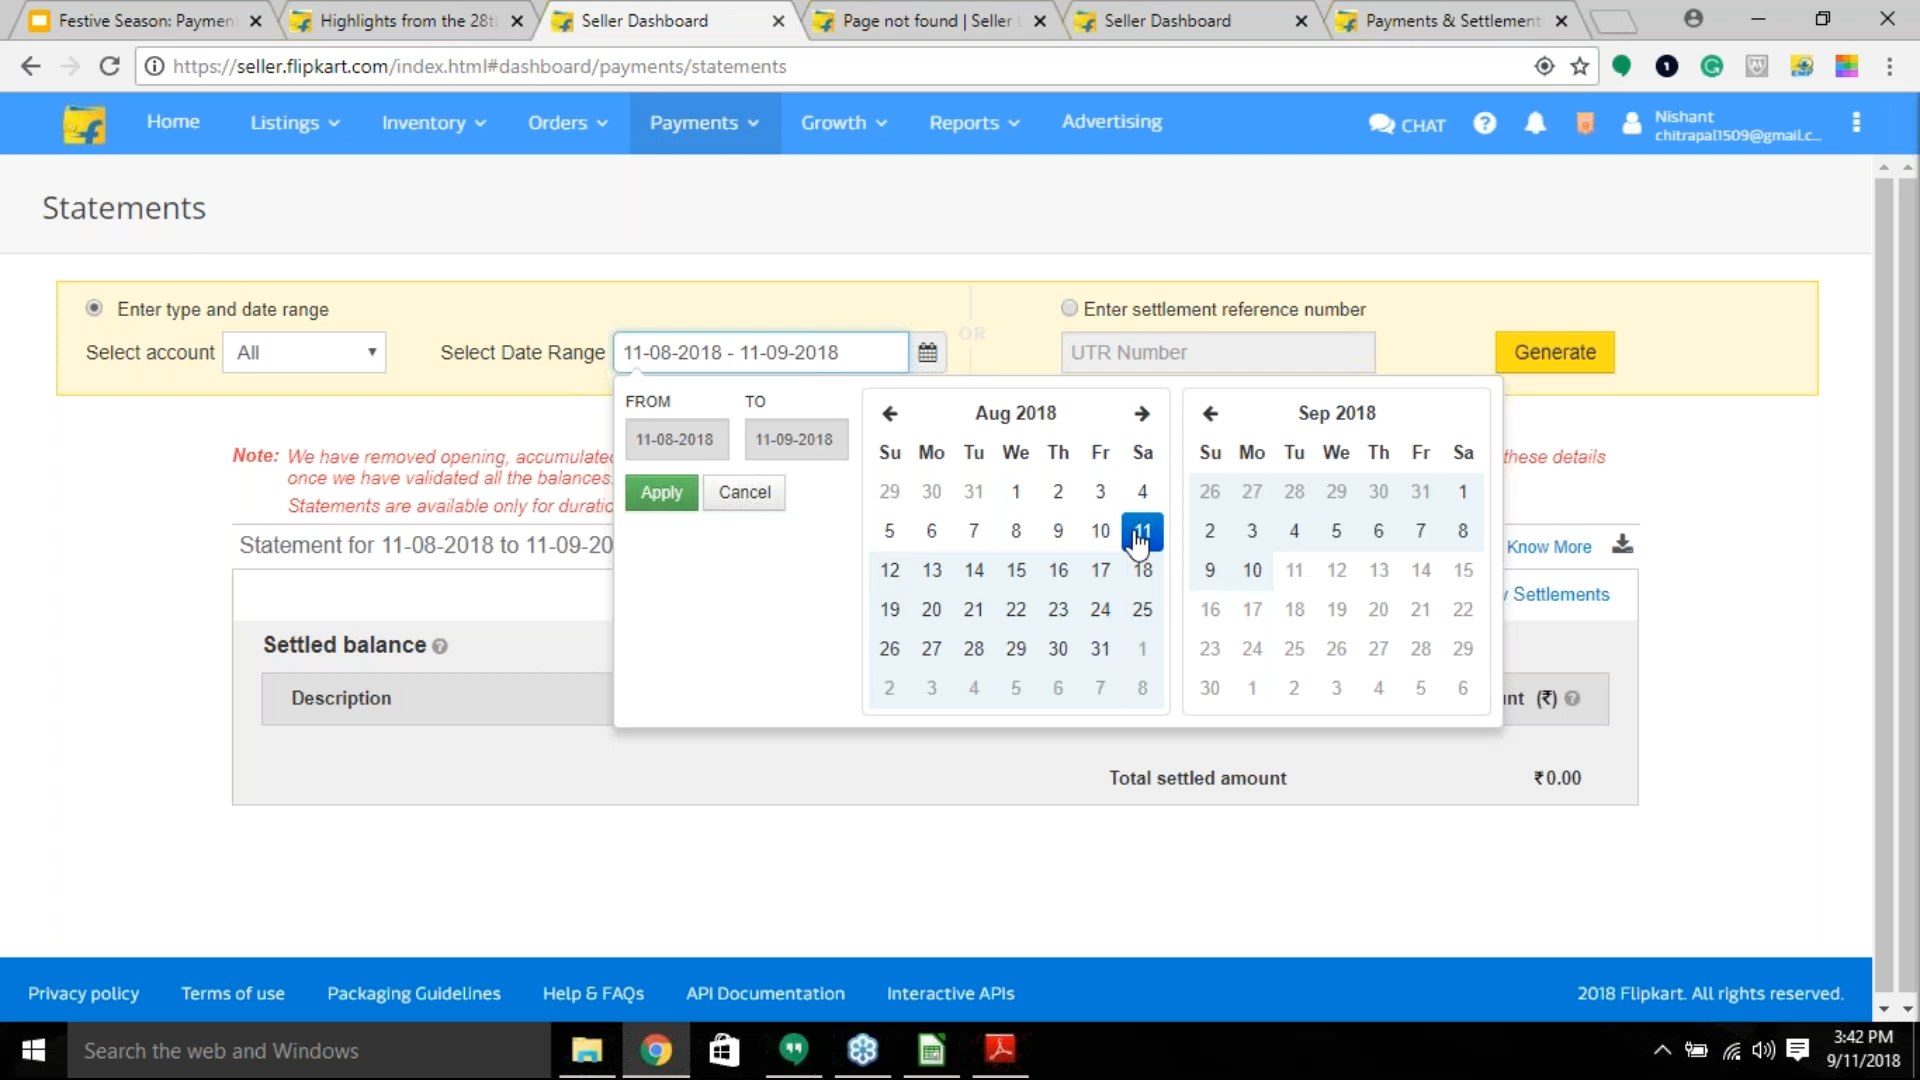 Festive Season: Paymen
Highlights from the 28t
Seller Dashboard
Page not found | Seller
Seller Dashboard
Payments & Settlement
https://seller.flipkart.com/index.html#dashboard/payments/statements
Home
Listings
Inventory
Orders
Payments
Growth
Reports
Advertising
CHAT
Nishant
chitrapal1509@gmail.c...
Statements
Enter type and date range
Enter settlement reference number
Select account
All
Select Date Range
11-08-2018 - 11-09-2018
OR
UTR Number
Generate
FROM
TO
11-08-2018
11-09-2018
Apply
Cancel
Aug 2018
Su Mo Tu We Th Fr Sa
29 30 31 1 2 3 4
5 6 7 8 9 10 11
12 13 14 15 16 17 18
19 20 21 22 23 24 25
26 27 28 29 30 31 1
2 3 4 5 6 7 8
Sep 2018
Su Mo Tu We Th Fr Sa
26 27 28 29 30 31 1
2 3 4 5 6 7 8
9 10 11 12 13 14 15
16 17 18 19 20 21 22
23 24 25 26 27 28 29
30 1 2 3 4 5 6
Note: We have removed opening, accumulated these details
once we have validated all the balances.
Statements are available only for duratio
Statement for 11-08-2018 to 11-09-20
Know More
Settlements
Settled balance
Description
nt (₹)
Total settled amount
₹0.00
Privacy policy
Terms of use
Packaging Guidelines
Help & FAQs
API Documentation
Interactive APIs
2018 Flipkart. All rights reserved.
Search the web and Windows
3:42 PM
9/11/2018